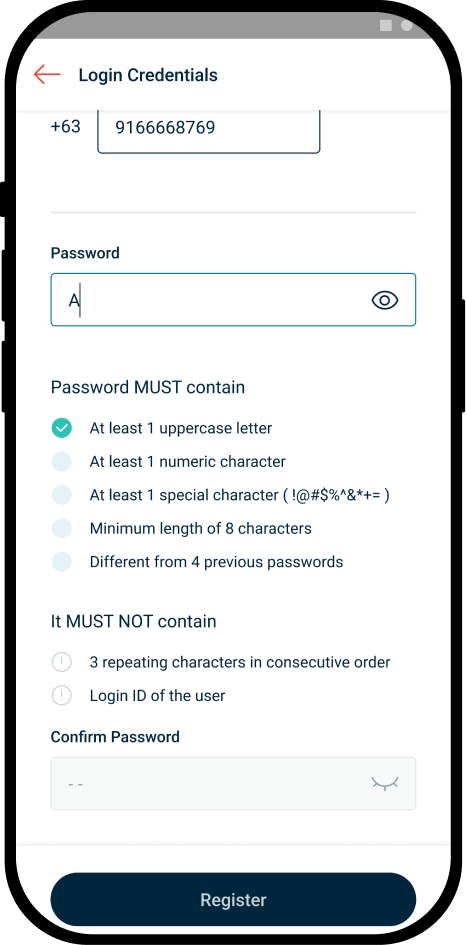 Login Credentials
+63 9166668769
Password
A
Password MUST contain
At least 1 uppercase letter
At least 1 numeric character
At least 1 special character ( !@#$%^&*+= )
Minimum length of 8 characters
Different from 4 previous passwords
It MUST NOT contain
3 repeating characters in consecutive order
Login ID of the user
Confirm Password
- -
Register